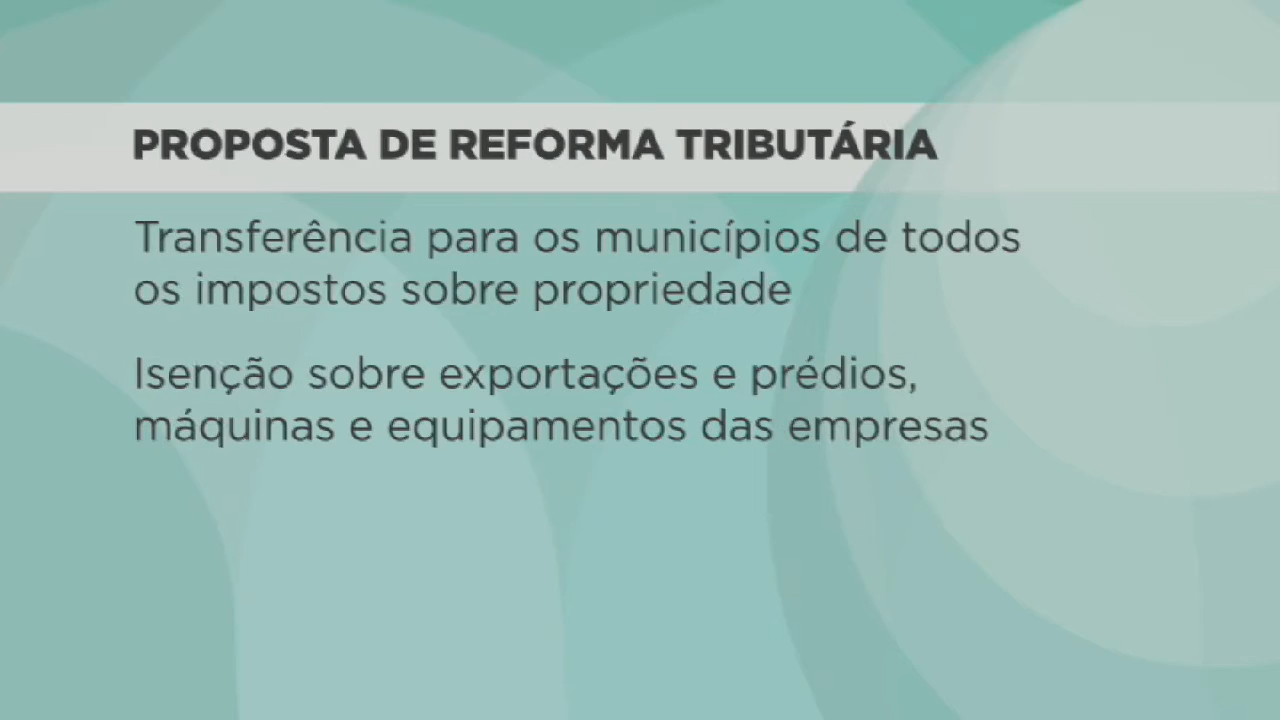 PROPOSTA DE REFORMA TRIBUTÁRIA
Transferência para os municípios de todos
os impostos sobre propriedade
Isenção sobre exportações e prédios,
máquinas e equipamentos das empresas